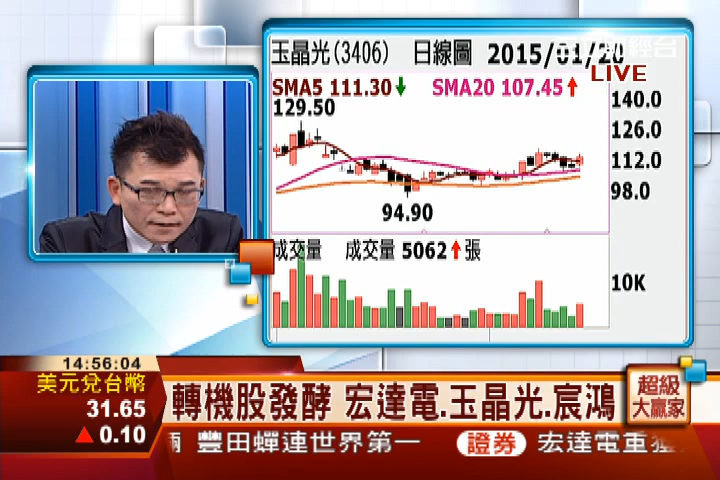 玉晶光(3406) 日線圖 2015/01/20
LIVE
SMA5 111.30↓ SMA20 107.45↑
129.50
94.90
140.0
126.0
112.0
98.0
成交量 成交量 5062↑張
10K
14:56:04
美元兌台幣
31.65
▲0.10
轉機股發酵 宏達電.玉晶光.宸鴻
超級
大贏家
豐田蟬連世界第一 證券 宏達電重獲